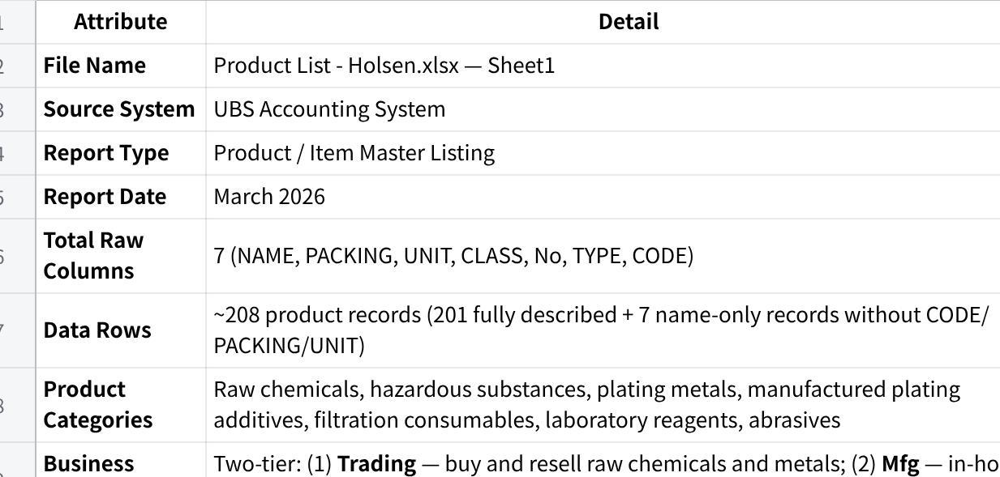 1 Attribute Detail
2 File Name Product List - Holsen.xlsx — Sheet1
3 Source System UBS Accounting System
4 Report Type Product / Item Master Listing
5 Report Date March 2026
6 Total Raw Columns 7 (NAME, PACKING, UNIT, CLASS, No, TYPE, CODE)
7 Data Rows ~208 product records (201 fully described + 7 name-only records without CODE/
PACKING/UNIT)
8 Product Categories Raw chemicals, hazardous substances, plating metals, manufactured plating
additives, filtration consumables, laboratory reagents, abrasives
Business Two-tier: (1) Trading — buy and resell raw chemicals and metals; (2) Mfg — in-ho